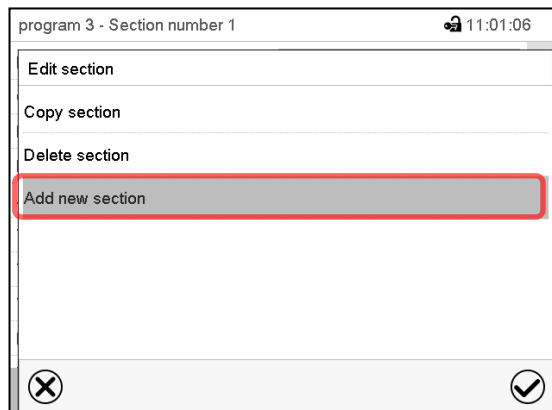 program 3 - Section number 1 11:01:06
Edit section
Copy section
Delete section
Add new section